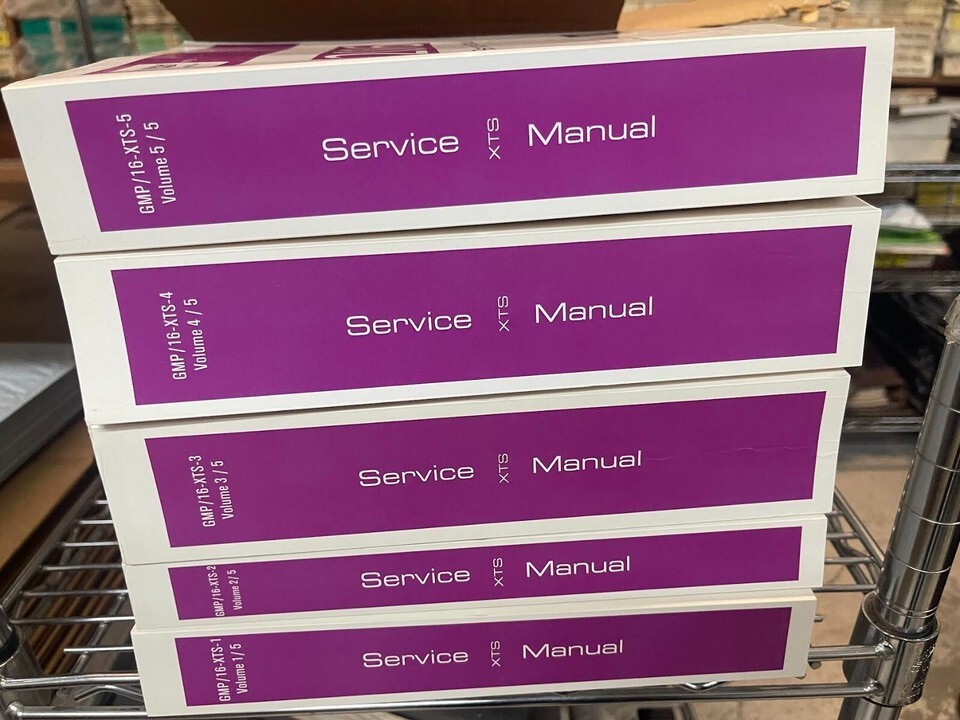 GMP/16-XTS-5
Volume 5 / 5
Service XTS Manual
GMP/16-XTS-4
Volume 4 / 5
Service XTS Manual
GMP/16-XTS-3
Volume 3 / 5
Service XTS Manual
GMP/16-XTS-2
Volume 2/ 5
Service XTS Manual
GMP/16-XTS-1
Volume 1/ 5
Service XTS Manual